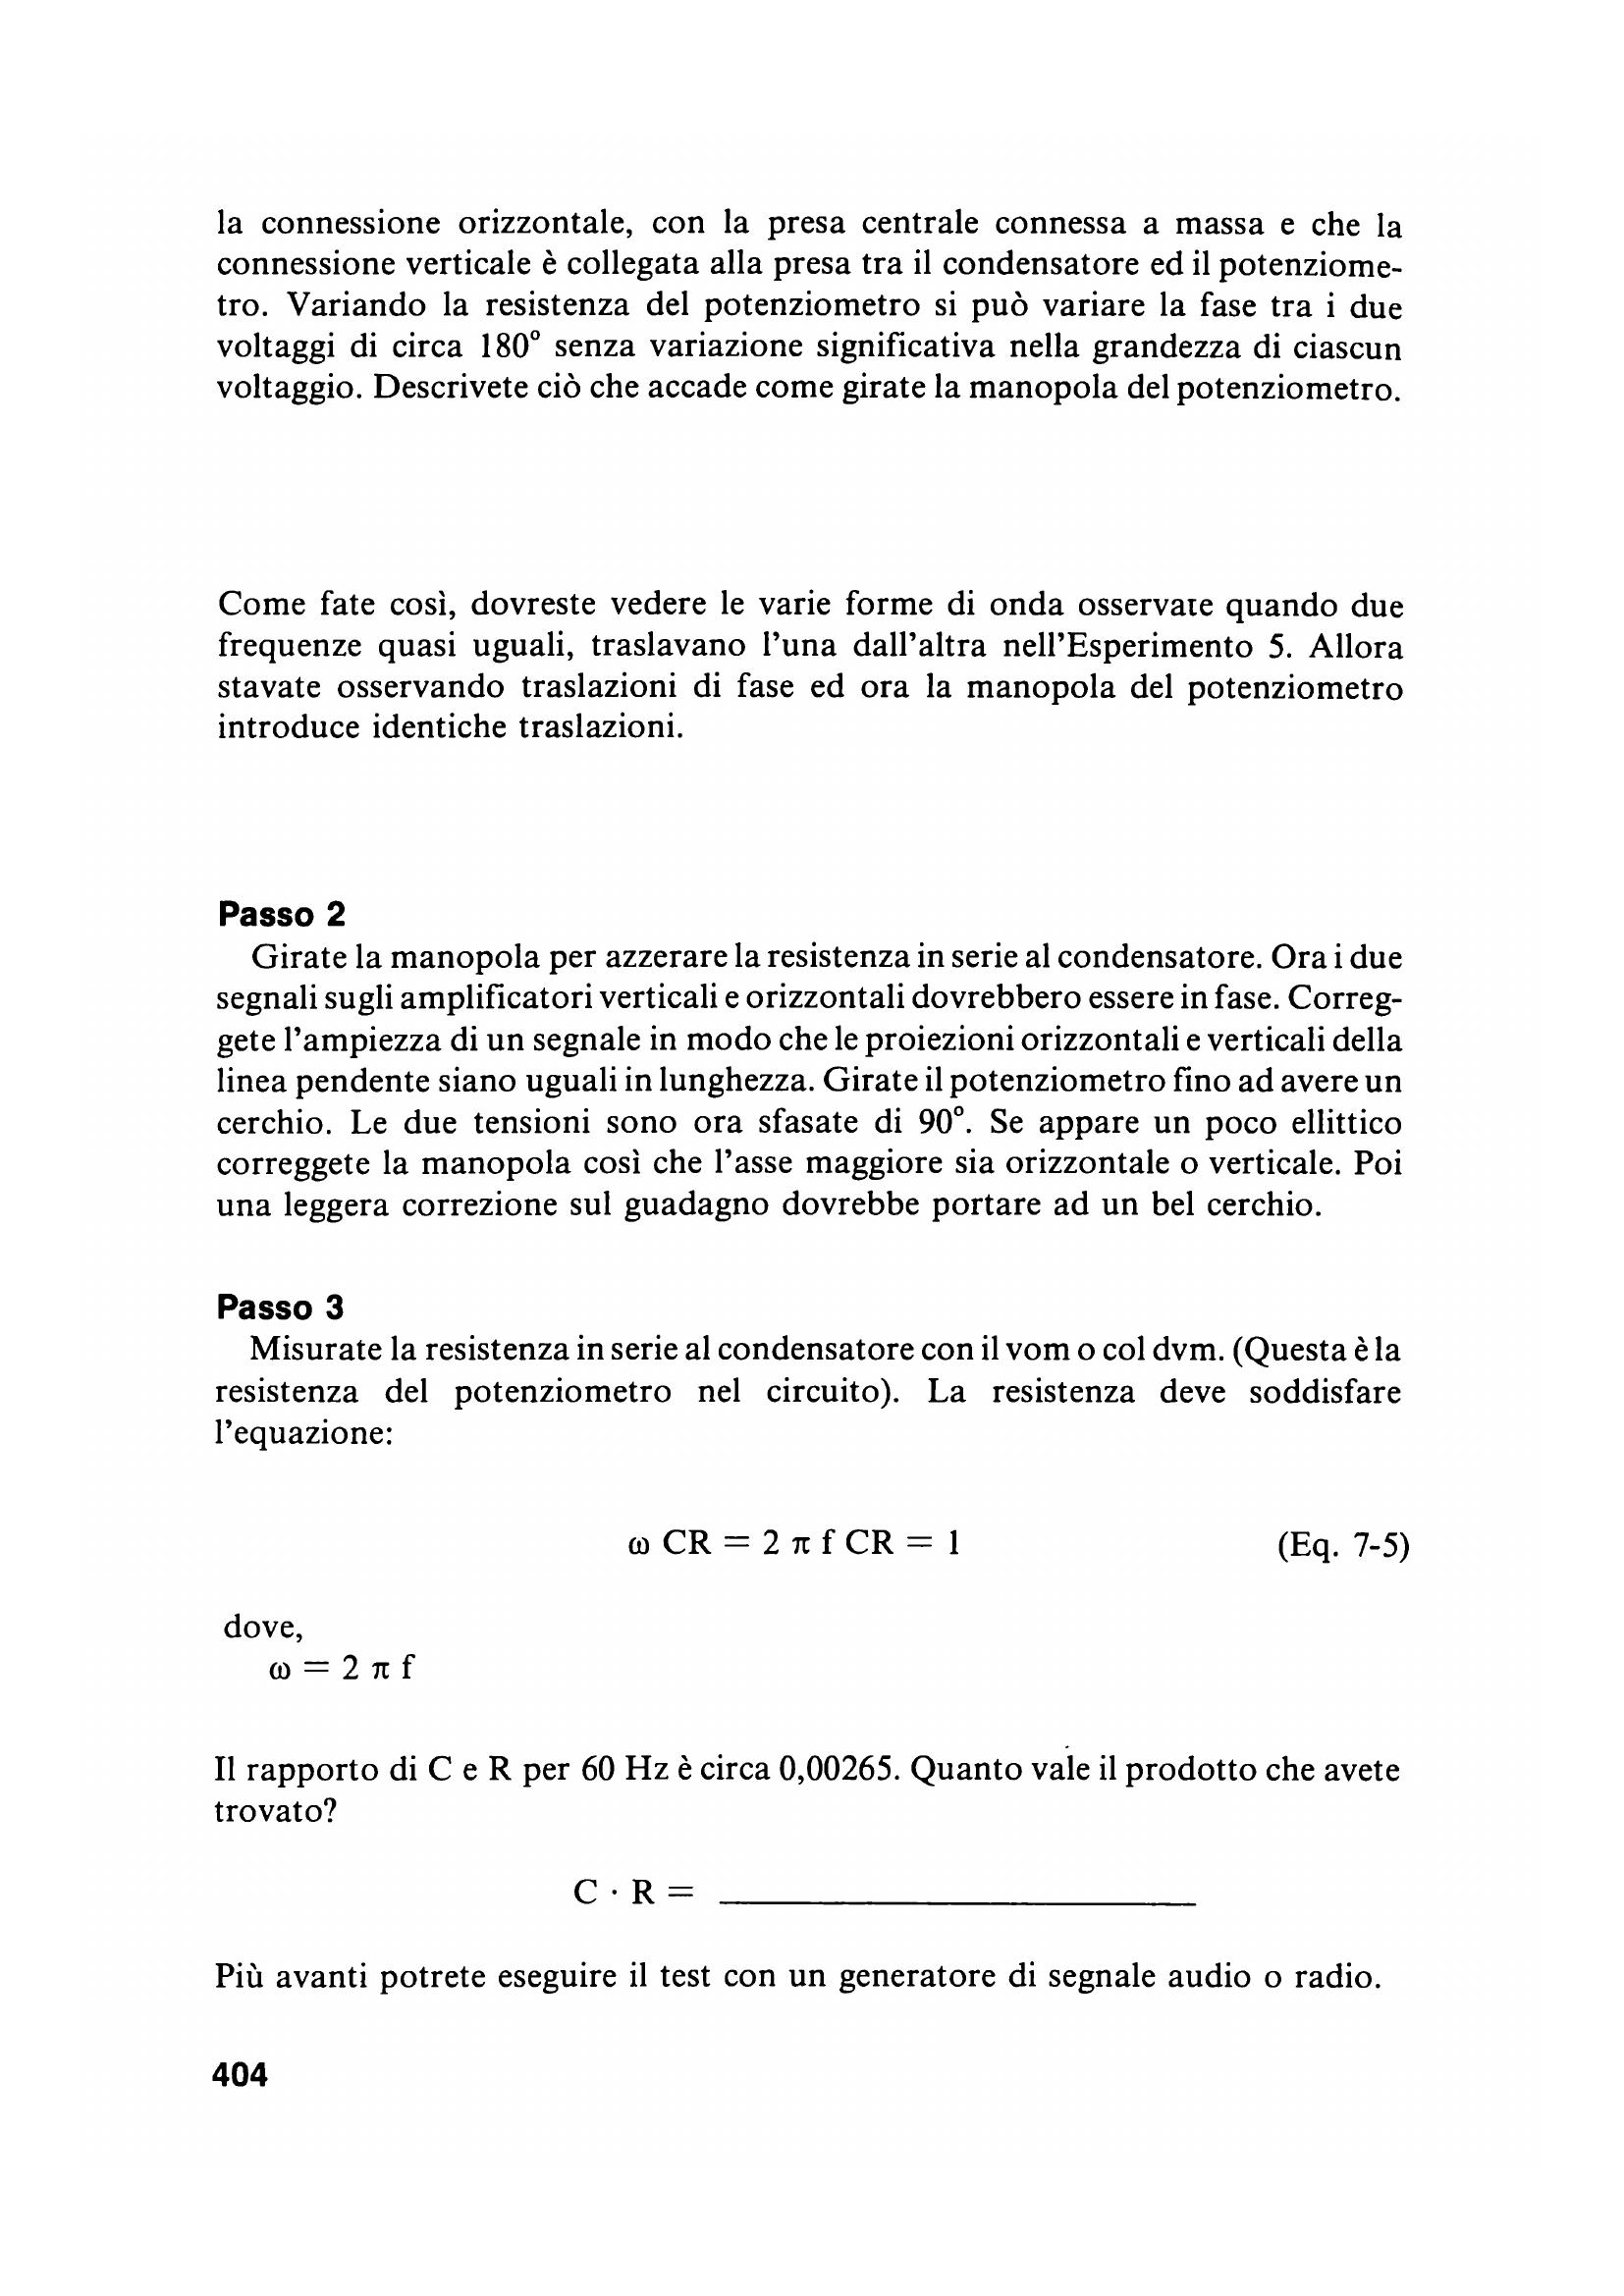 la connessione orizzontale, con la presa centrale connessa a massa e che la
connessione verticale è collegata alla presa tra il condensatore ed il potenziome-
tro. Variando la resistenza del potenziometro si può variare la fase tra i due
voltaggi di circa 180° senza variazione significativa nella grandezza di ciascun
voltaggio. Descrivete ciò che accade come girate la manopola del potenziometro.
Come fate così, dovreste vedere le varie forme di onda osservate quando due
frequenze quasi uguali, traslavano l'una dall'altra nell'Esperimento 5. Allora
stavate osservando traslazioni di fase ed ora la manopola del potenziometro
introduce identiche traslazioni.
Passo 2
Girate la manopola per azzerare la resistenza in serie al condensatore. Ora i due
segnali sugli amplificatori verticali e orizzontali dovrebbero essere in fase. Correg-
gete l'ampiezza di un segnale in modo che le proiezioni orizzontali e verticali della
linea pendente siano uguali in lunghezza. Girate il potenziometro fino ad avere un
cerchio. Le due tensioni sono ora sfasate di 90°. Se appare un poco ellittico
correggete la manopola così che l'asse maggiore sia orizzontale o verticale. Poi
una leggera correzione sul guadagno dovrebbe portare ad un bel cerchio.
Passo 3
Misurate la resistenza in serie al condensatore con il vom o col dvm. (Questa è la
resistenza del potenziometro nel circuito). La resistenza deve soddisfare
l'equazione:
ω CR = 2 π f CR = 1 (Eq. 7-5)
dove,
ω = 2 π f
Il rapporto di C e R per 60 Hz è circa 0,00265. Quanto vale il prodotto che avete
trovato?
C · R = ____________________
Più avanti potrete eseguire il test con un generatore di segnale audio o radio.
404